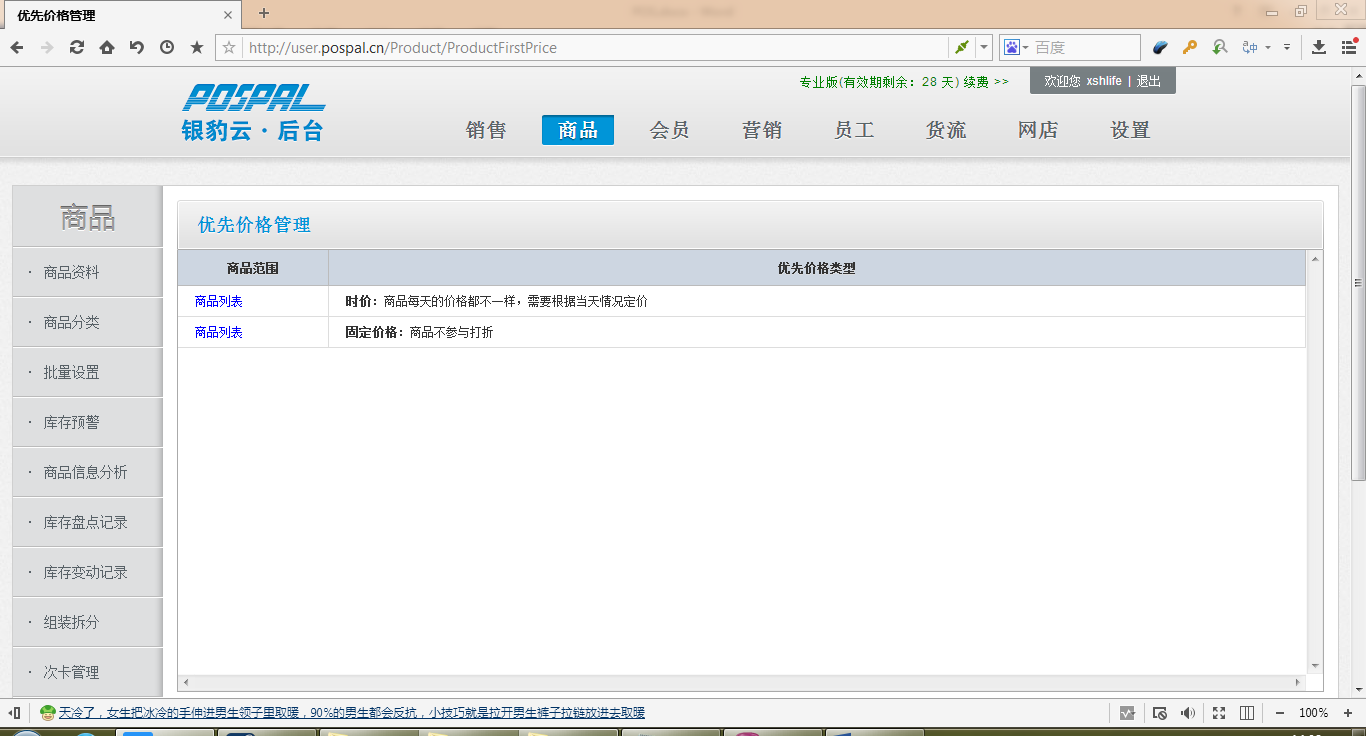 优先价格管理
http://user.pospal.cn/Product/ProductFirstPrice
百度
专业版(有效期剩余：28 天) 续费 >>
欢迎您 xshlife | 退出
POSPAL
银豹云·后台
销售 商品 会员 营销 员工 货流 网店 设置
商品
· 商品资料
· 商品分类
· 批量设置
· 库存预警
· 商品信息分析
· 库存盘点记录
· 库存变动记录
· 组装拆分
· 次卡管理
优先价格管理
商品范围 优先价格类型
商品列表 时价：商品每天的价格都不一样，需要根据当天情况定价
商品列表 固定价格：商品不参与打折
天冷了，女生把冰冷的手伸进男生领子里取暖，90%的男生都会反抗，小技巧就是拉开男生裤子拉链放进去取暖
100%